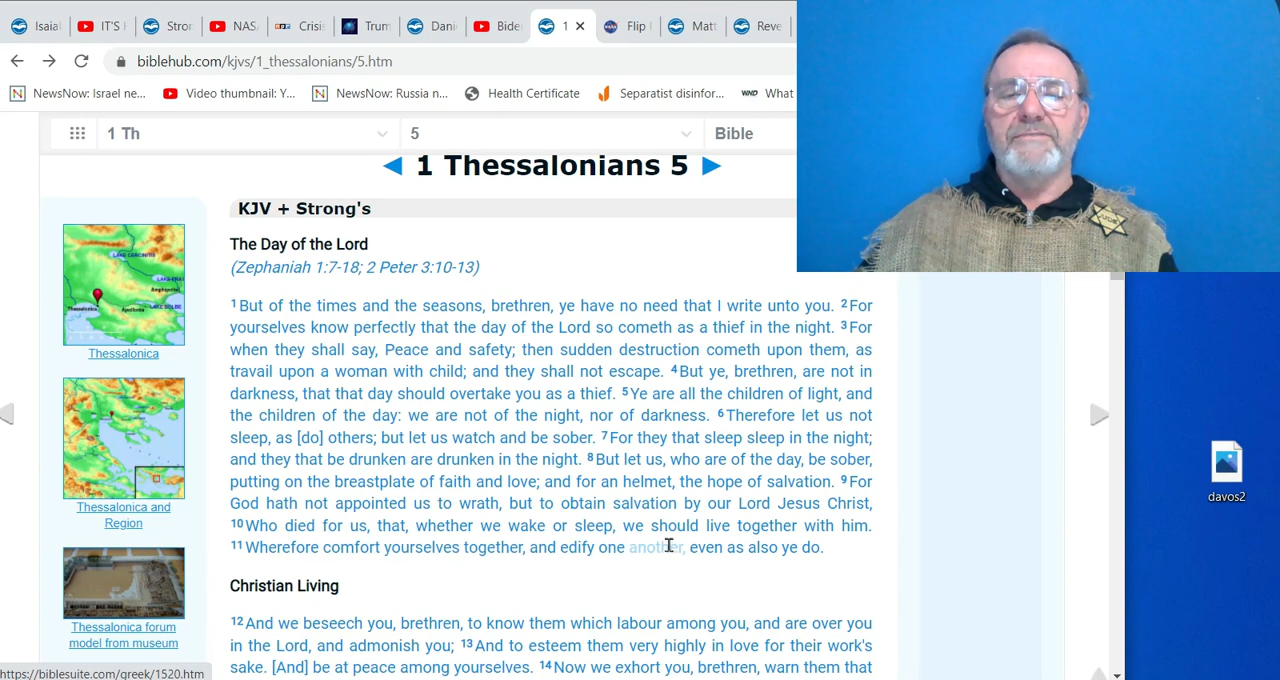 Isaia
IT'S I
Stror
NAS
Crisis
Trum
Dani
Bide
1
Flip
Matt
Reve
biblehub.com/kjvs/1_thessalonians/5.htm
NewsNow: Israel ne...
Video thumbnail: Y...
NewsNow: Russia n...
Health Certificate
Separatist disinfor...
WND What
1 Th
5
Bible
1 Thessalonians 5
KJV + Strong's
The Day of the Lord
(Zephaniah 1:7-18; 2 Peter 3:10-13)
1 But of the times and the seasons, brethren, ye have no need that I write unto you. 2 For
yourselves know perfectly that the day of the Lord so cometh as a thief in the night. 3 For
when they shall say, Peace and safety; then sudden destruction cometh upon them, as
travail upon a woman with child; and they shall not escape. 4 But ye, brethren, are not in
darkness, that that day should overtake you as a thief. 5 Ye are all the children of light, and
the children of the day: we are not of the night, nor of darkness. 6 Therefore let us not
sleep, as [do] others; but let us watch and be sober. 7 For they that sleep sleep in the night;
and they that be drunken are drunken in the night. 8 But let us, who are of the day, be sober,
putting on the breastplate of faith and love; and for an helmet, the hope of salvation. 9 For
God hath not appointed us to wrath, but to obtain salvation by our Lord Jesus Christ,
10 Who died for us, that, whether we wake or sleep, we should live together with him.
11 Wherefore comfort yourselves together, and edify one another, even as also ye do.
Christian Living
12 And we beseech you, brethren, to know them which labour among you, and are over you
in the Lord, and admonish you; 13 And to esteem them very highly in love for their work's
sake. [And] be at peace among yourselves. 14 Now we exhort you, brethren, warn them that
Thessalonica
Thessalonica
Thessalonica and
Region
Thessalonica forum
model from museum
davos2
https://biblesuite.com/greek/1520.htm